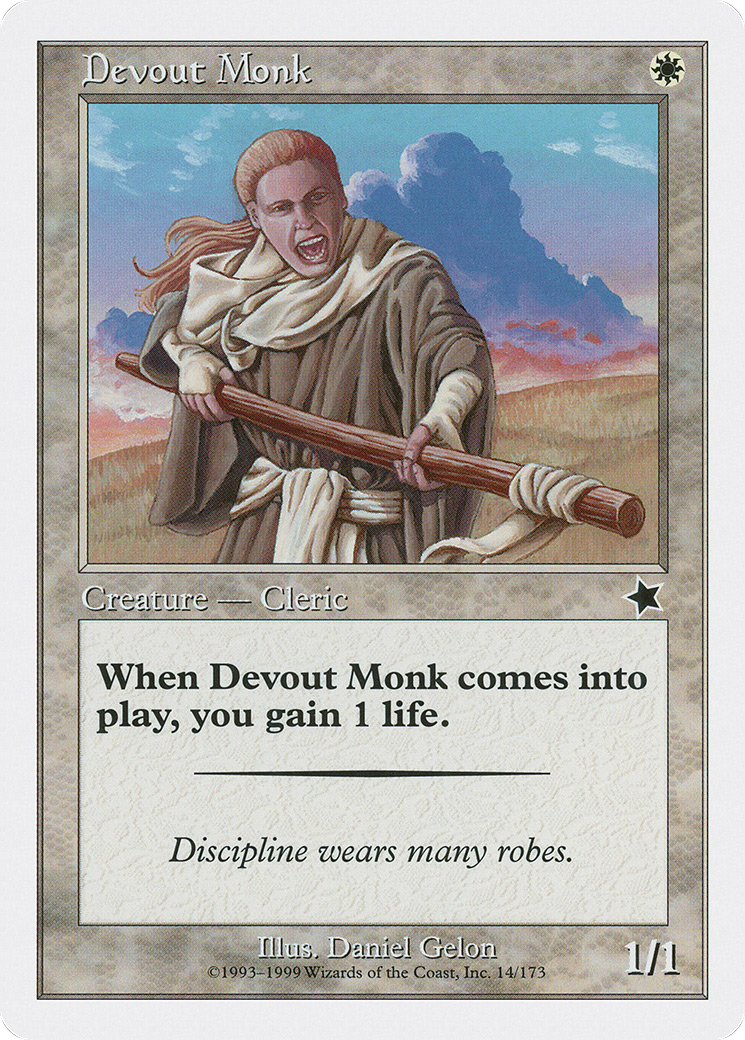 Devout Monk
Creature — Cleric
When Devout Monk comes into
play, you gain 1 life.
Discipline wears many robes.
Illus. Daniel Gelon
©1993–1999 Wizards of the Coast, Inc. 14/173
1/1